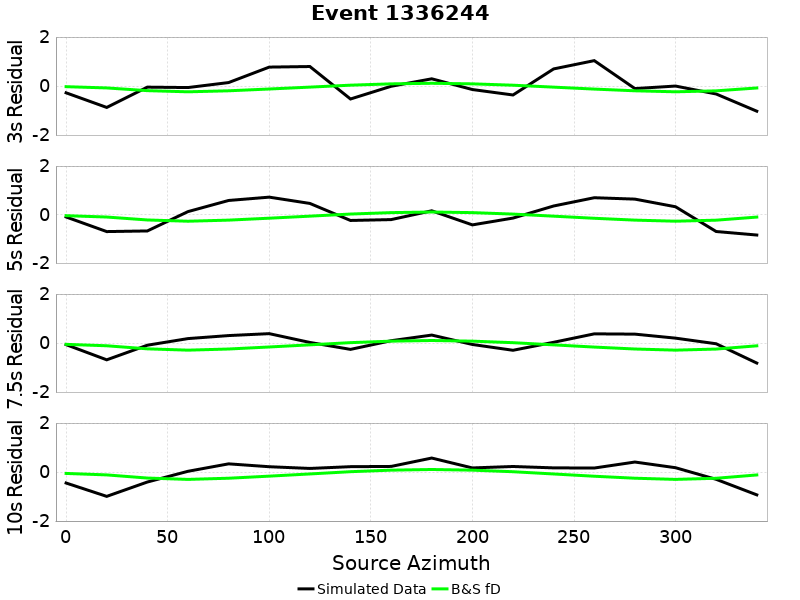 Event 1336244
3s Residual
2
0
-2
5s Residual
2
0
-2
7.5s Residual
2
0
-2
10s Residual
2
0
-2
0 50 100 150 200 250 300
Source Azimuth
Simulated Data B&S fD